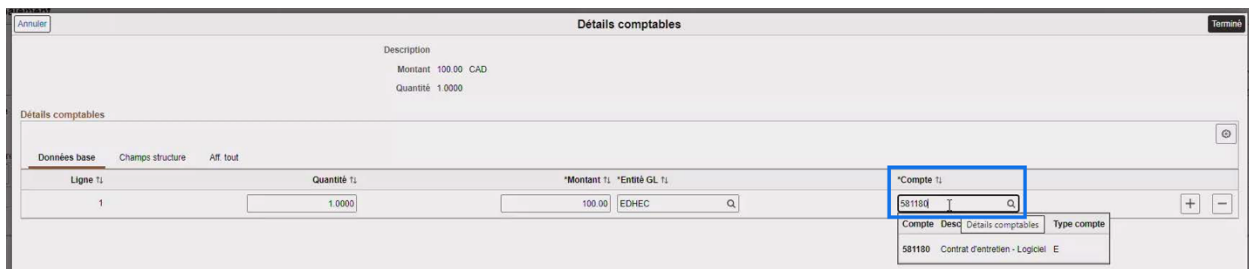 Annuler Détails comptables Terminé
Description
Montant 100.00 CAD
Quantité 1.0000
Détails comptables
Données base Champs structure Aff. tout
Ligne ↑↓ Quantité ↑↓ *Montant ↑↓ *Entité GL ↑↓ *Compte ↑↓
1 1.0000 100.00 EDHEC 581180
Compte Desc Détails comptables Type compte
581180 Contrat d'entretien - Logiciel E